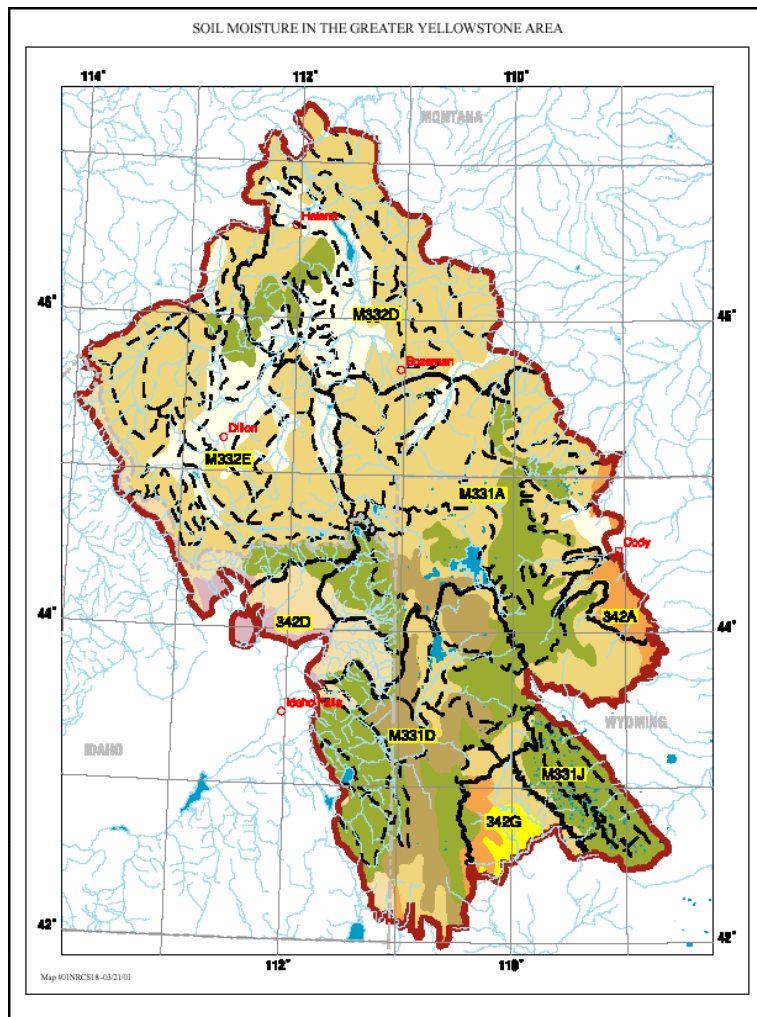 SOIL MOISTURE IN THE GREATER YELLOWSTONE AREA
114° 112° 110°
MONTANA
Helena
46° M332D 46°
Bozeman
Dillon
M332E
M331A
Cody
44° 342D 342A 44°
Idaho Falls
WYOMING
M331D
IDAHO
M331J
342G
42° 42°
112° 110°
Map #01NRCS18-03/21/01